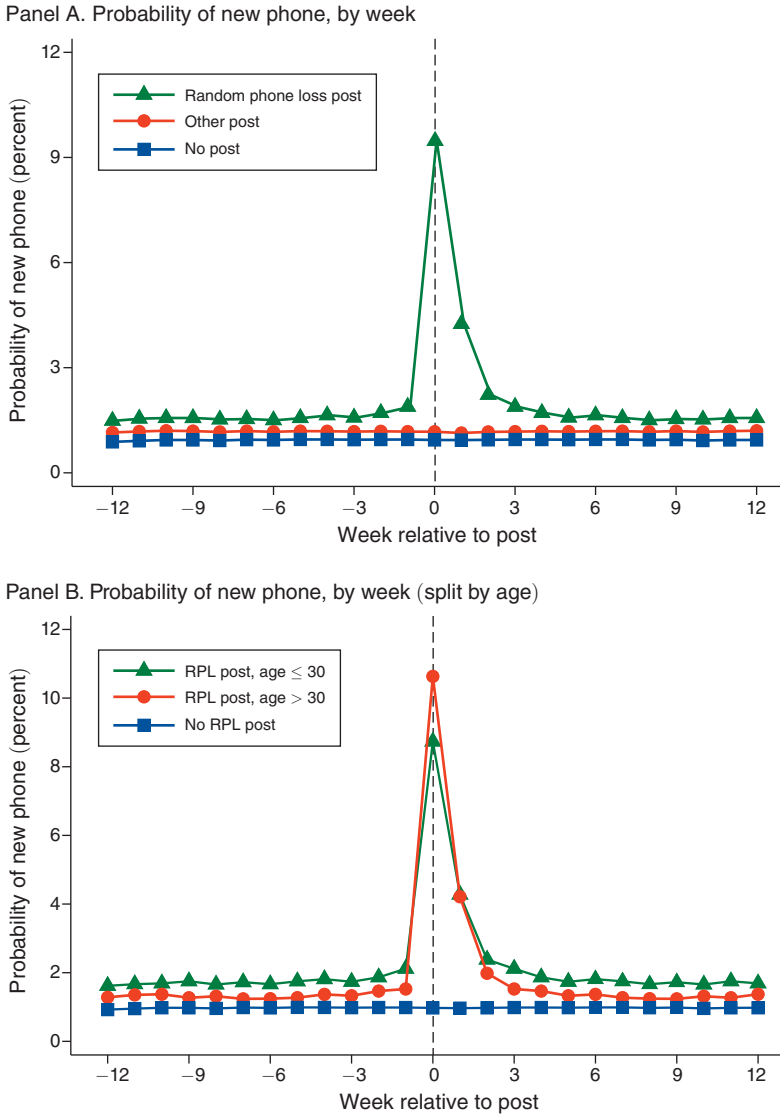 Panel A. Probability of new phone, by week
12
9
6
3
0
Probability of new phone (percent)
Random phone loss post
Other post
No post
−12 −9 −6 −3 0 3 6 9 12
Week relative to post
Panel B. Probability of new phone, by week (split by age)
12
10
8
6
4
2
0
Probability of new phone (percent)
RPL post, age ≤ 30
RPL post, age > 30
No RPL post
−12 −9 −6 −3 0 3 6 9 12
Week relative to post